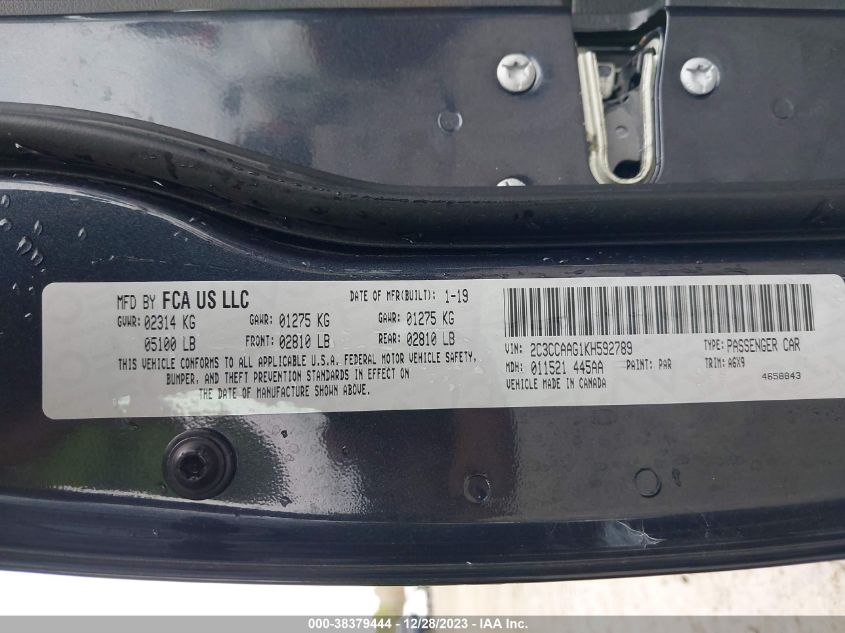 MFD BY FCA US LLC DATE OF MFR(BUILT): 1-19
GVWR: 02314 KG GAWR: 01275 KG GAWR: 01275 KG
05100 LB FRONT: 02810 LB REAR: 02810 LB
THIS VEHICLE CONFORMS TO ALL APPLICABLE U.S.A. FEDERAL MOTOR VEHICLE SAFETY,
BUMPER, AND THEFT PREVENTION STANDARDS IN EFFECT ON
THE DATE OF MANUFACTURE SHOWN ABOVE.
VIN: 2C3CCAAG1KH592789 TYPE: PASSENGER CAR
MDH: 011521 445AA PAINT: PAR TRIM: A6X9
VEHICLE MADE IN CANADA 4658843
000-38379444 - 12/28/2023 - IAA Inc.